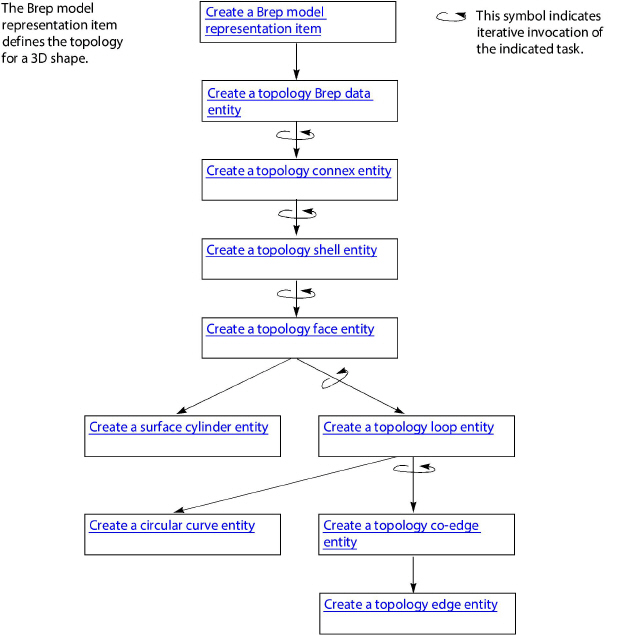 The Brep model
representation item
defines the topology
for a 3D shape.
Create a Brep model
representation item
This symbol indicates
iterative invocation of
the indicated task.
Create a topology Brep data
entity
Create a topology connex entity
Create a topology shell entity
Create a topology face entity
Create a surface cylinder entity
Create a topology loop entity
Create a circular curve entity
Create a topology co-edge
entity
Create a topology edge entity